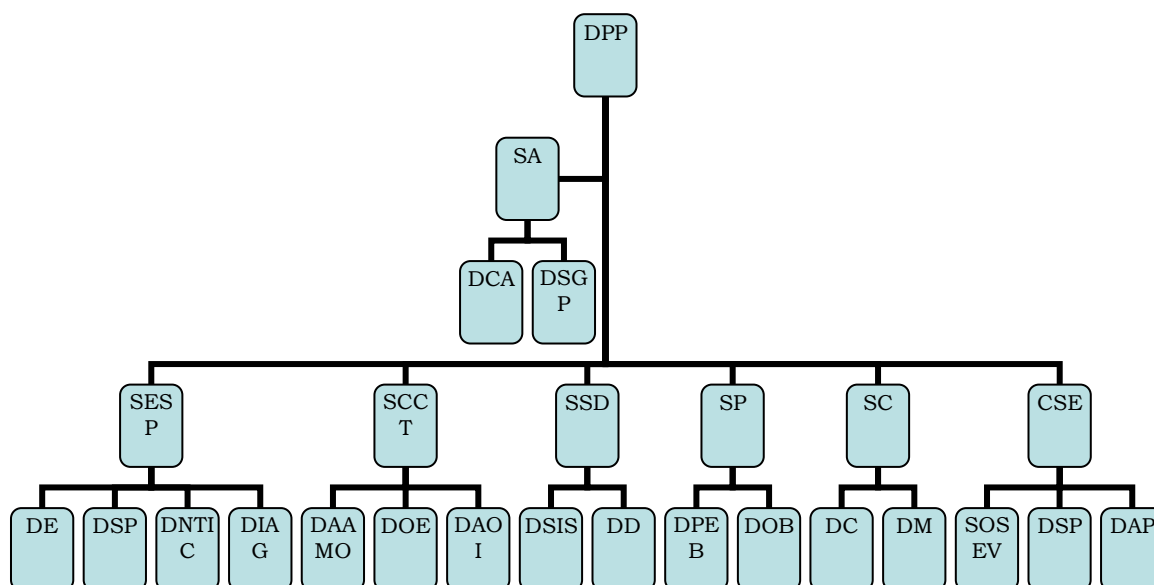 DPP
SA
DCA
DSG
P
SES
P
SCC
T
SSD
SP
SC
CSE
DE
DSP
DNTI
C
DIA
G
DAA
MO
DOE
DAO
I
DSIS
DD
DPE
B
DOB
DC
DM
SOS
EV
DSP
DAP